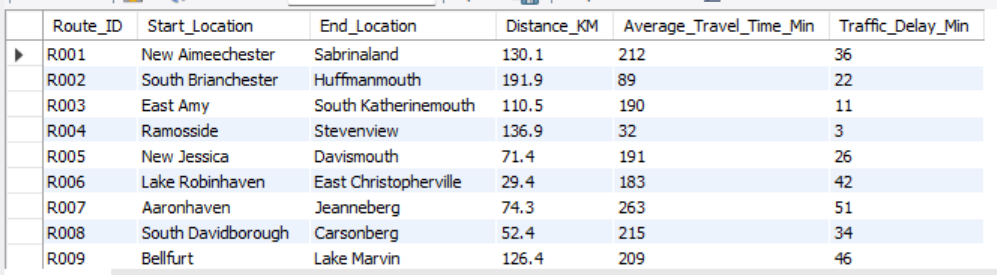 Route_ID Start_Location End_Location Distance_KM Average_Travel_Time_Min Traffic_Delay_Min
R001 New Aimeechester Sabrinaland 130.1 212 36
R002 South Brianchester Huffmanmouth 191.9 89 22
R003 East Amy South Katherinemouth 110.5 190 11
R004 Ramosside Stevenview 136.9 32 3
R005 New Jessica Davismouth 71.4 191 26
R006 Lake Robinhaven East Christopherville 29.4 183 42
R007 Aaronhaven Jeanneberg 74.3 263 51
R008 South Davidborough Carsonberg 52.4 215 34
R009 Bellfurt Lake Marvin 126.4 209 46